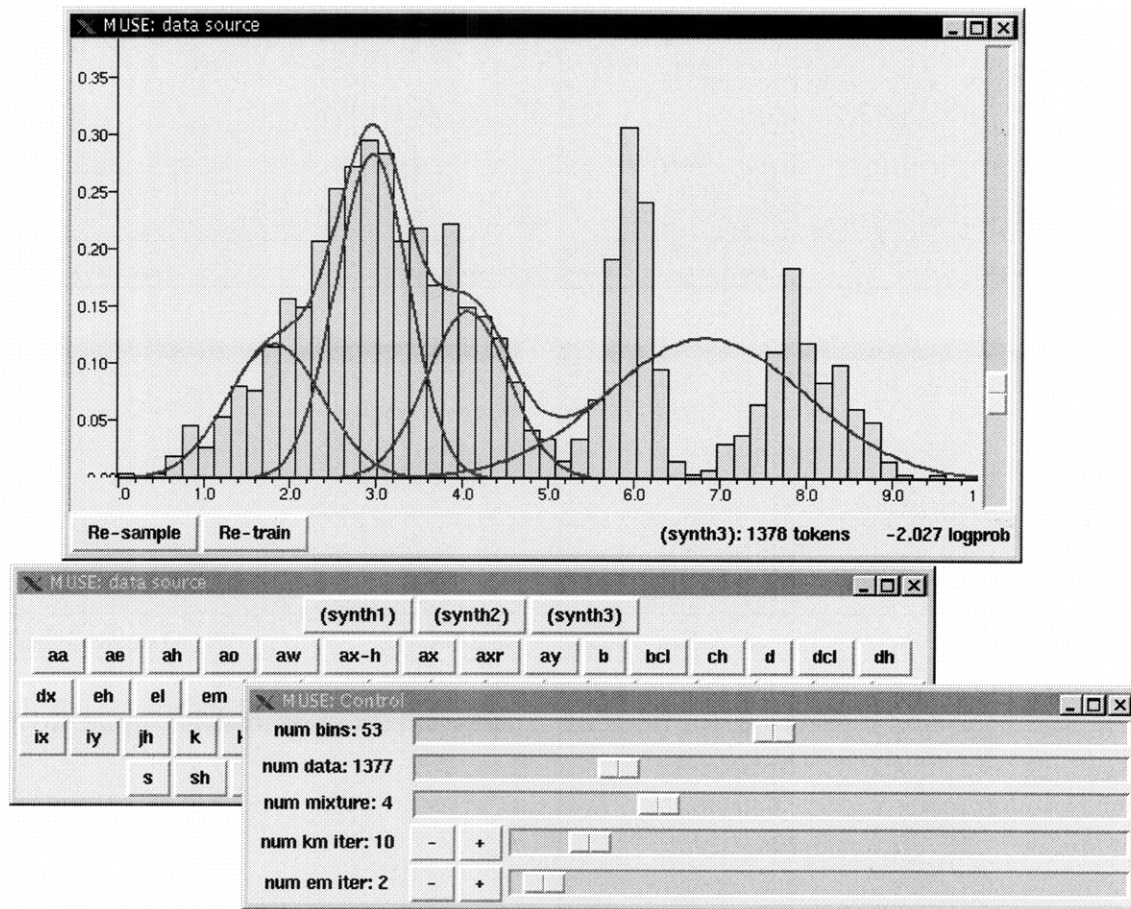 MUSE: data source
0.35
0.30
0.25
0.20
0.15
0.10
0.05
.0 1.0 2.0 3.0 4.0 5.0 6.0 7.0 8.0 9.0 1
Re-sample Re-train (synth3): 1378 tokens -2.027 logprob
MUSE: data source
(synth1) (synth2) (synth3)
aa ae ah ao aw ax-h ax axr ay b bcl ch d dcl dh
dx eh el em
MUSE: Control
ix iy jh k
s sh
num bins: 53
num data: 1377
num mixture: 4
num km iter: 10 - +
num em iter: 2 - +